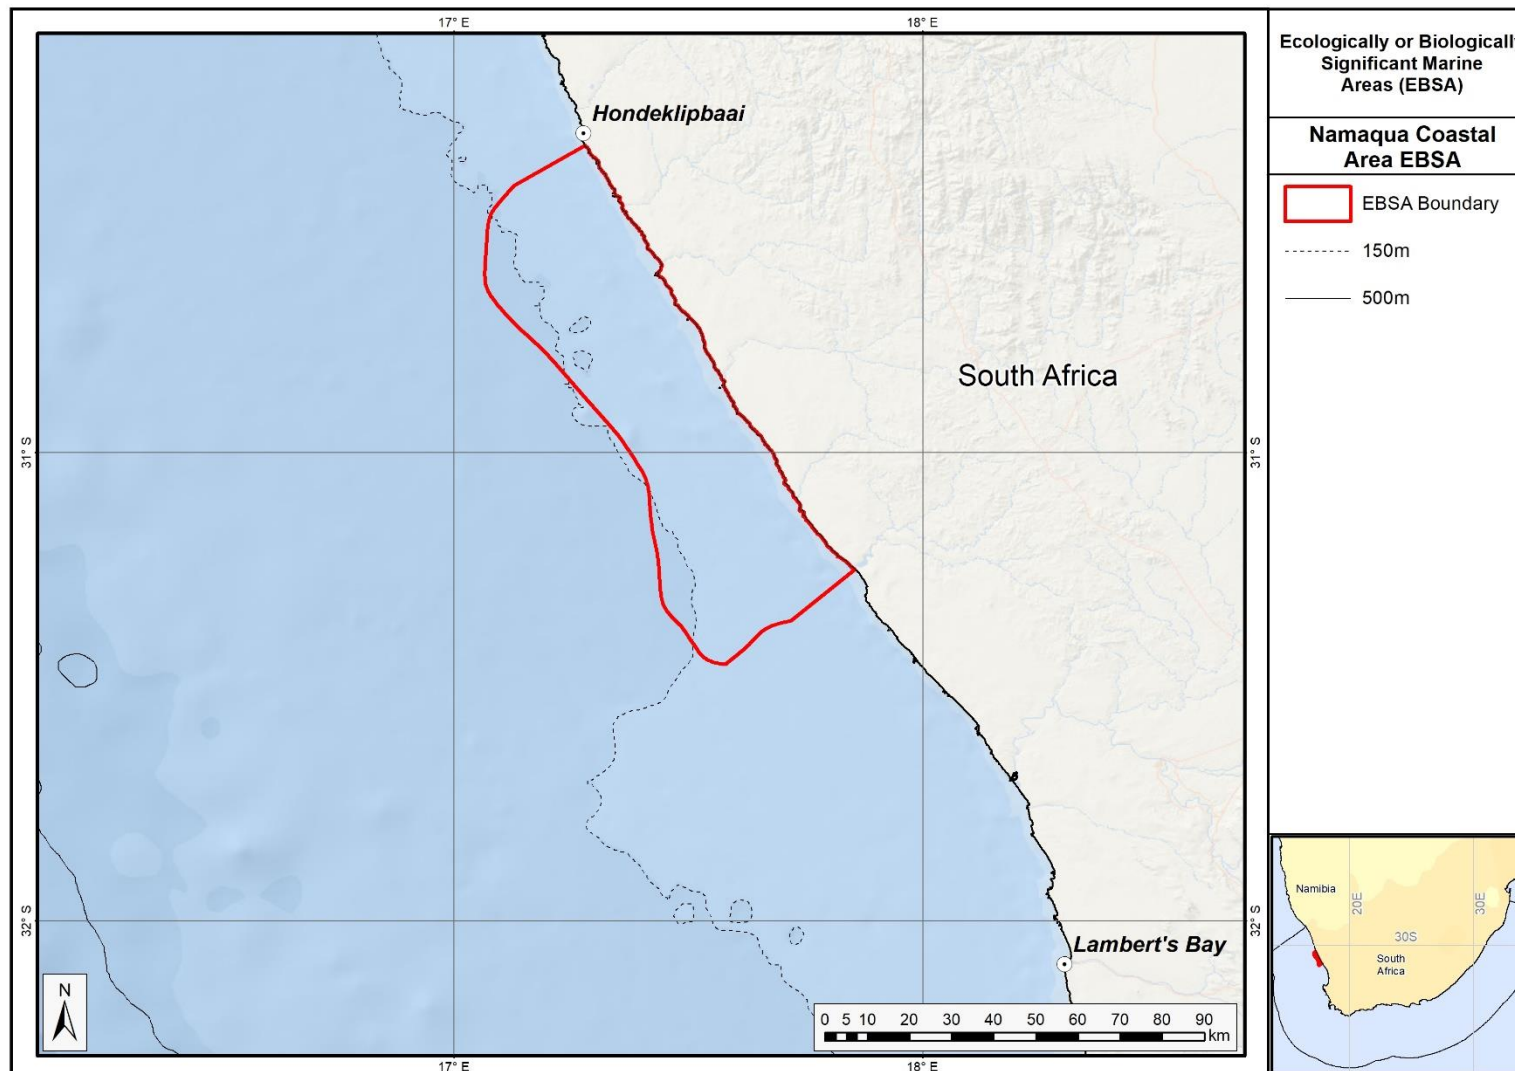 17° E
18° E
Hondeklipbaai
South Africa
31° S
31° S
32° S
32° S
Lambert's Bay
N
0 5 10 20 30 40 50 60 70 80 90
km
17° E
18° E
Ecologically or Biologically
Significant Marine
Areas (EBSA)
Namaqua Coastal
Area EBSA
EBSA Boundary
150m
500m
Namibia
20E
30E
30S
South
Africa